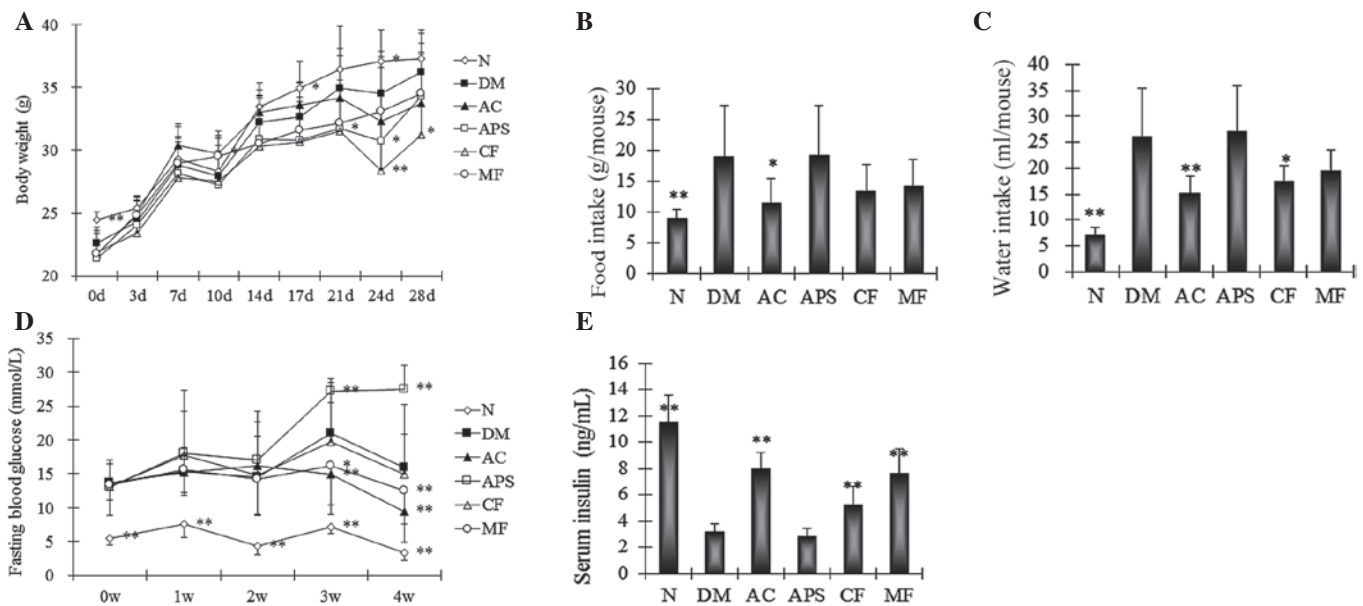 A
Body weight (g)
40
35
30
25
20
0d 3d 7d 10d 14d 17d 21d 24d 28d
**
*
*
*
*
**
*
N
DM
AC
APS
CF
MF
B
Food intake (g/mouse)
30
25
20
15
10
5
0
**
*
N DM AC APS CF MF
C
Water intake (ml/mouse)
40
35
30
25
20
15
10
5
0
**
**
*
N DM AC APS CF MF
D
Fasting blood glucose (mmol/L)
35
30
25
20
15
10
5
0
0w 1w 2w 3w 4w
**
**
**
**
*
**
**
**
**
**
**
N
DM
AC
APS
CF
MF
E
Serum insulin (ng/mL)
16
14
12
10
8
6
4
2
0
**
**
**
**
N DM AC APS CF MF